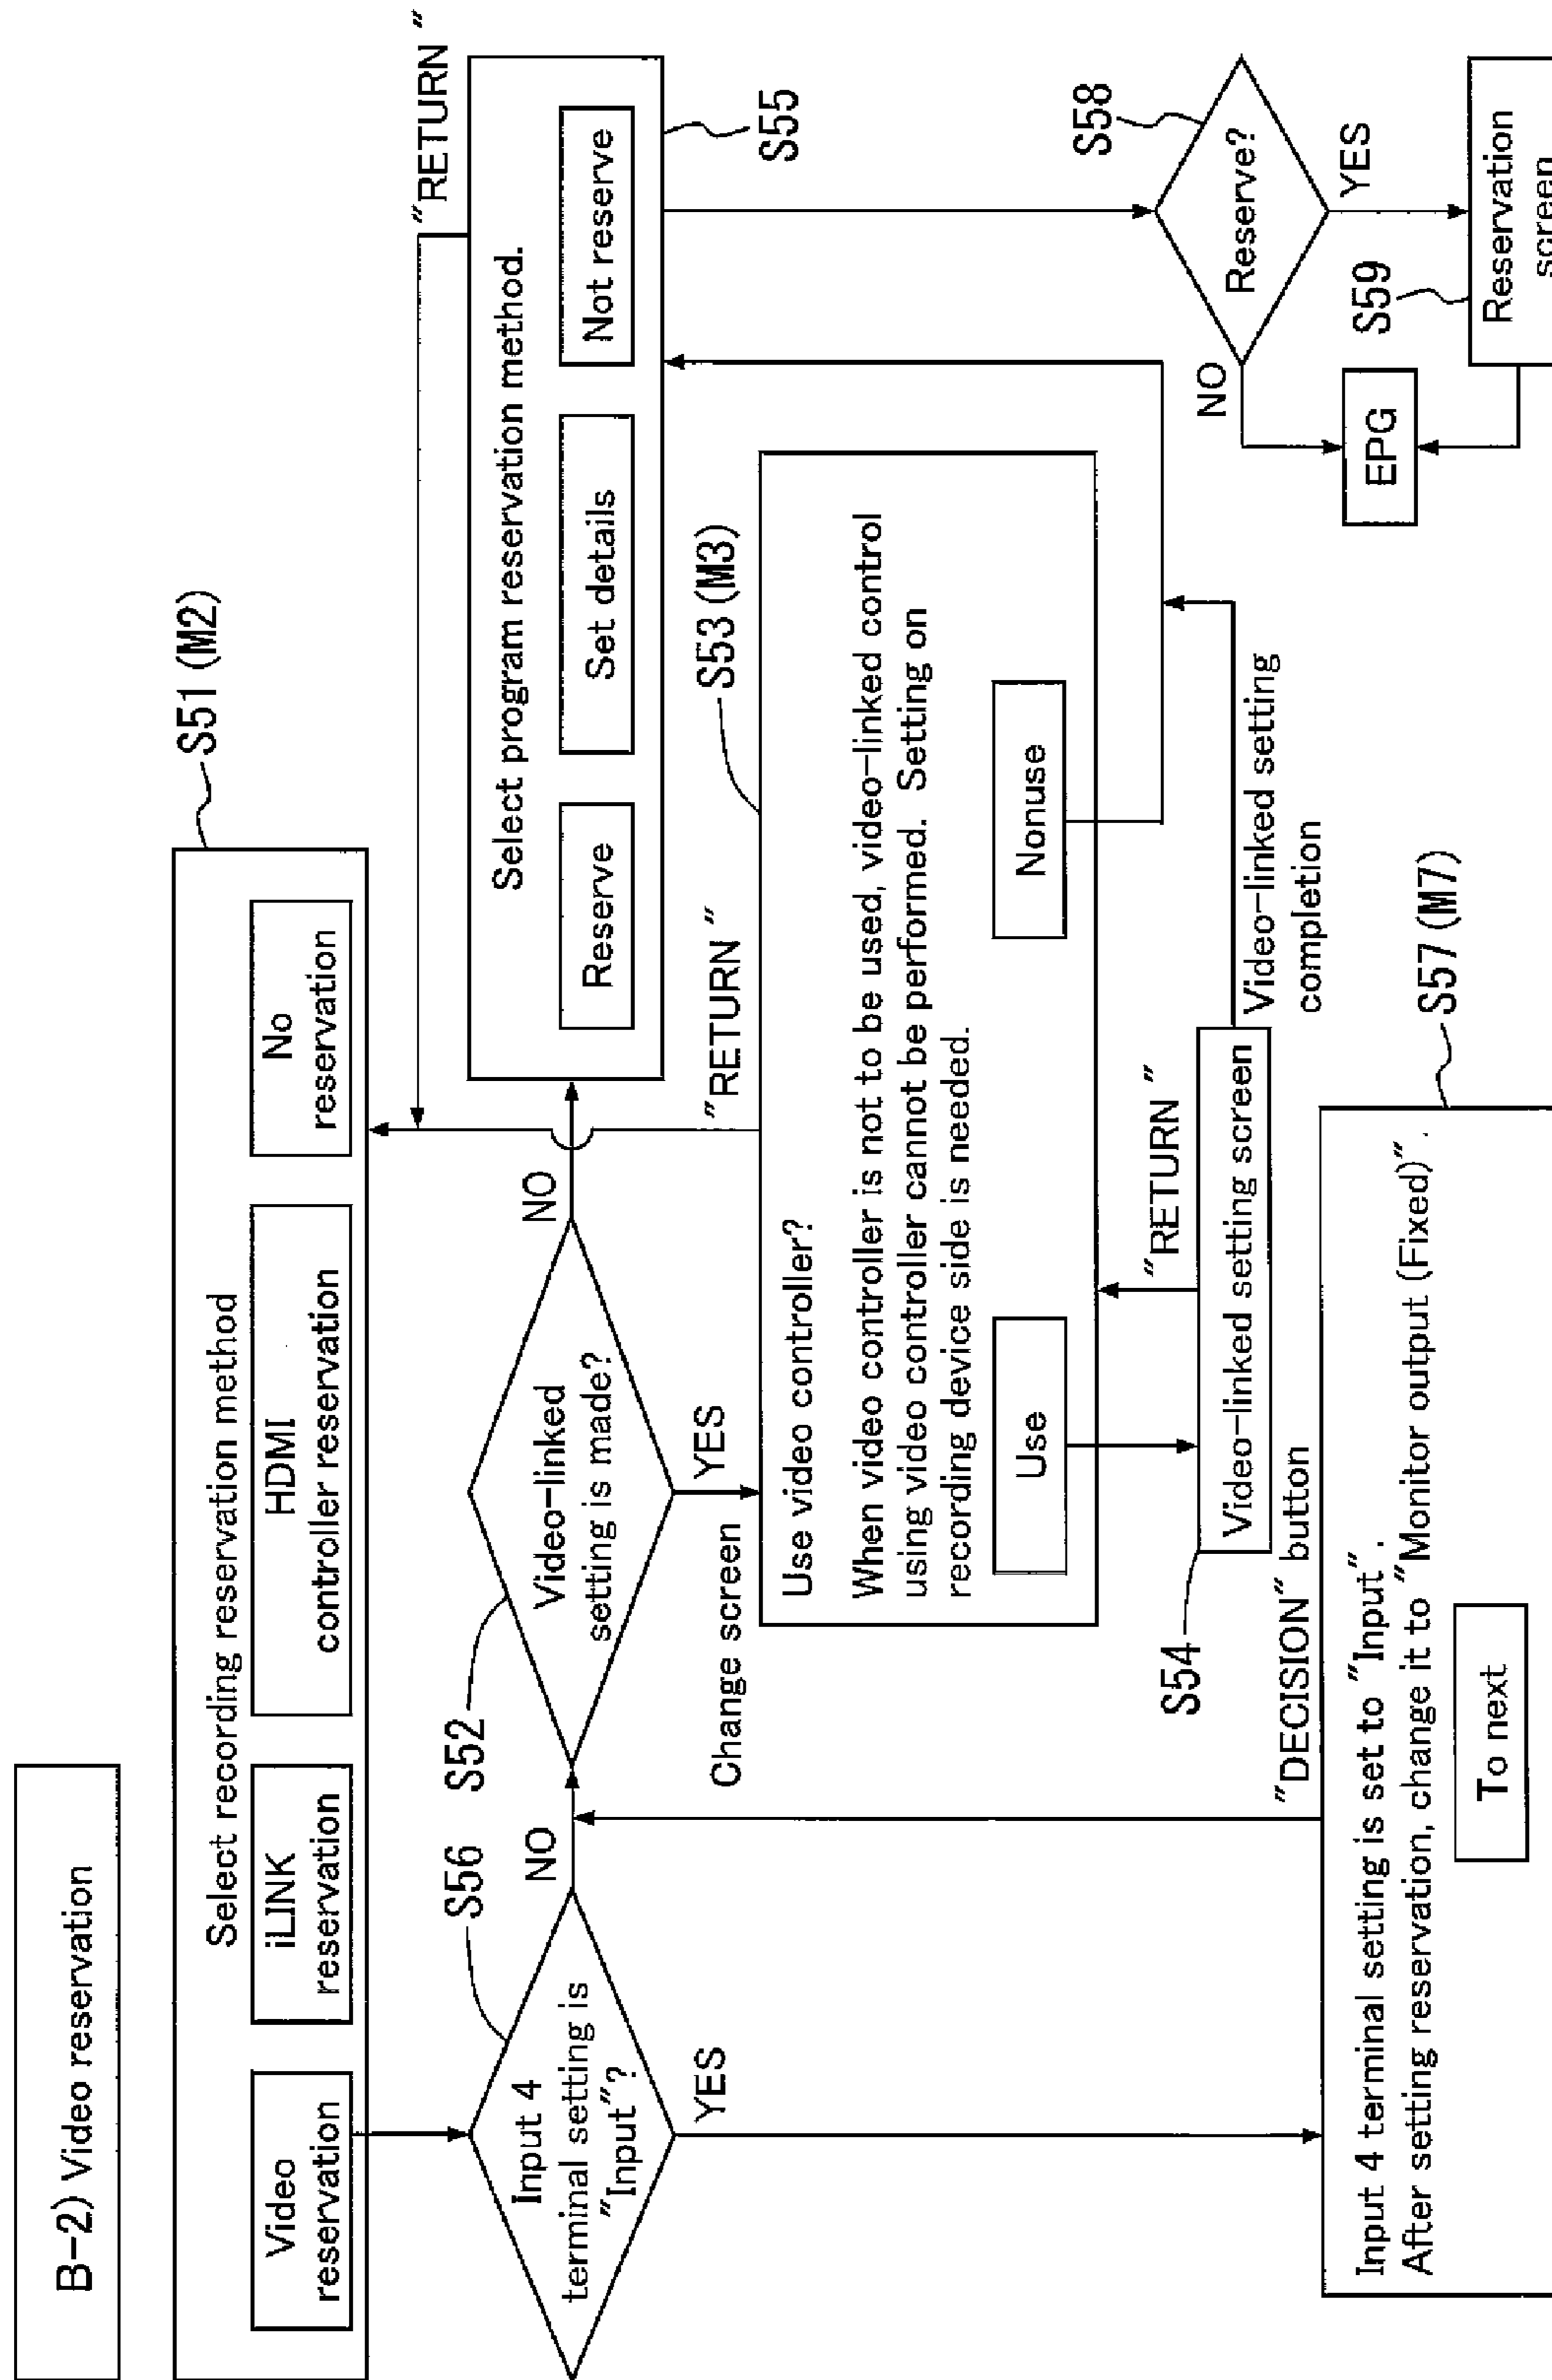 B-2) Video reservation
S51 (M2)
Select recording reservation method
Video
reservation
iLINK
reservation
HDMI
controller reservation
No
reservation
"RETURN"
S56
Input 4
terminal setting is
"Input"?
NO
YES
S52
Video-linked
setting is made?
NO
YES
Change screen
Select program reservation method.
Reserve
Set details
Not reserve
S55
"RETURN"
S53 (M3)
Use video controller?
When video controller is not to be used, video-linked control
using video controller cannot be performed. Setting on
recording device side is needed.
Use
Nonuse
"RETURN"
S54
Video-linked setting screen
Video-linked setting
completion
"DECISION" button
S57 (M7)
Input 4 terminal setting is set to "Input".
After setting reservation, change it to "Monitor output (Fixed)".
To next
S58
Reserve?
NO
YES
EPG
S59
Reservation
screen